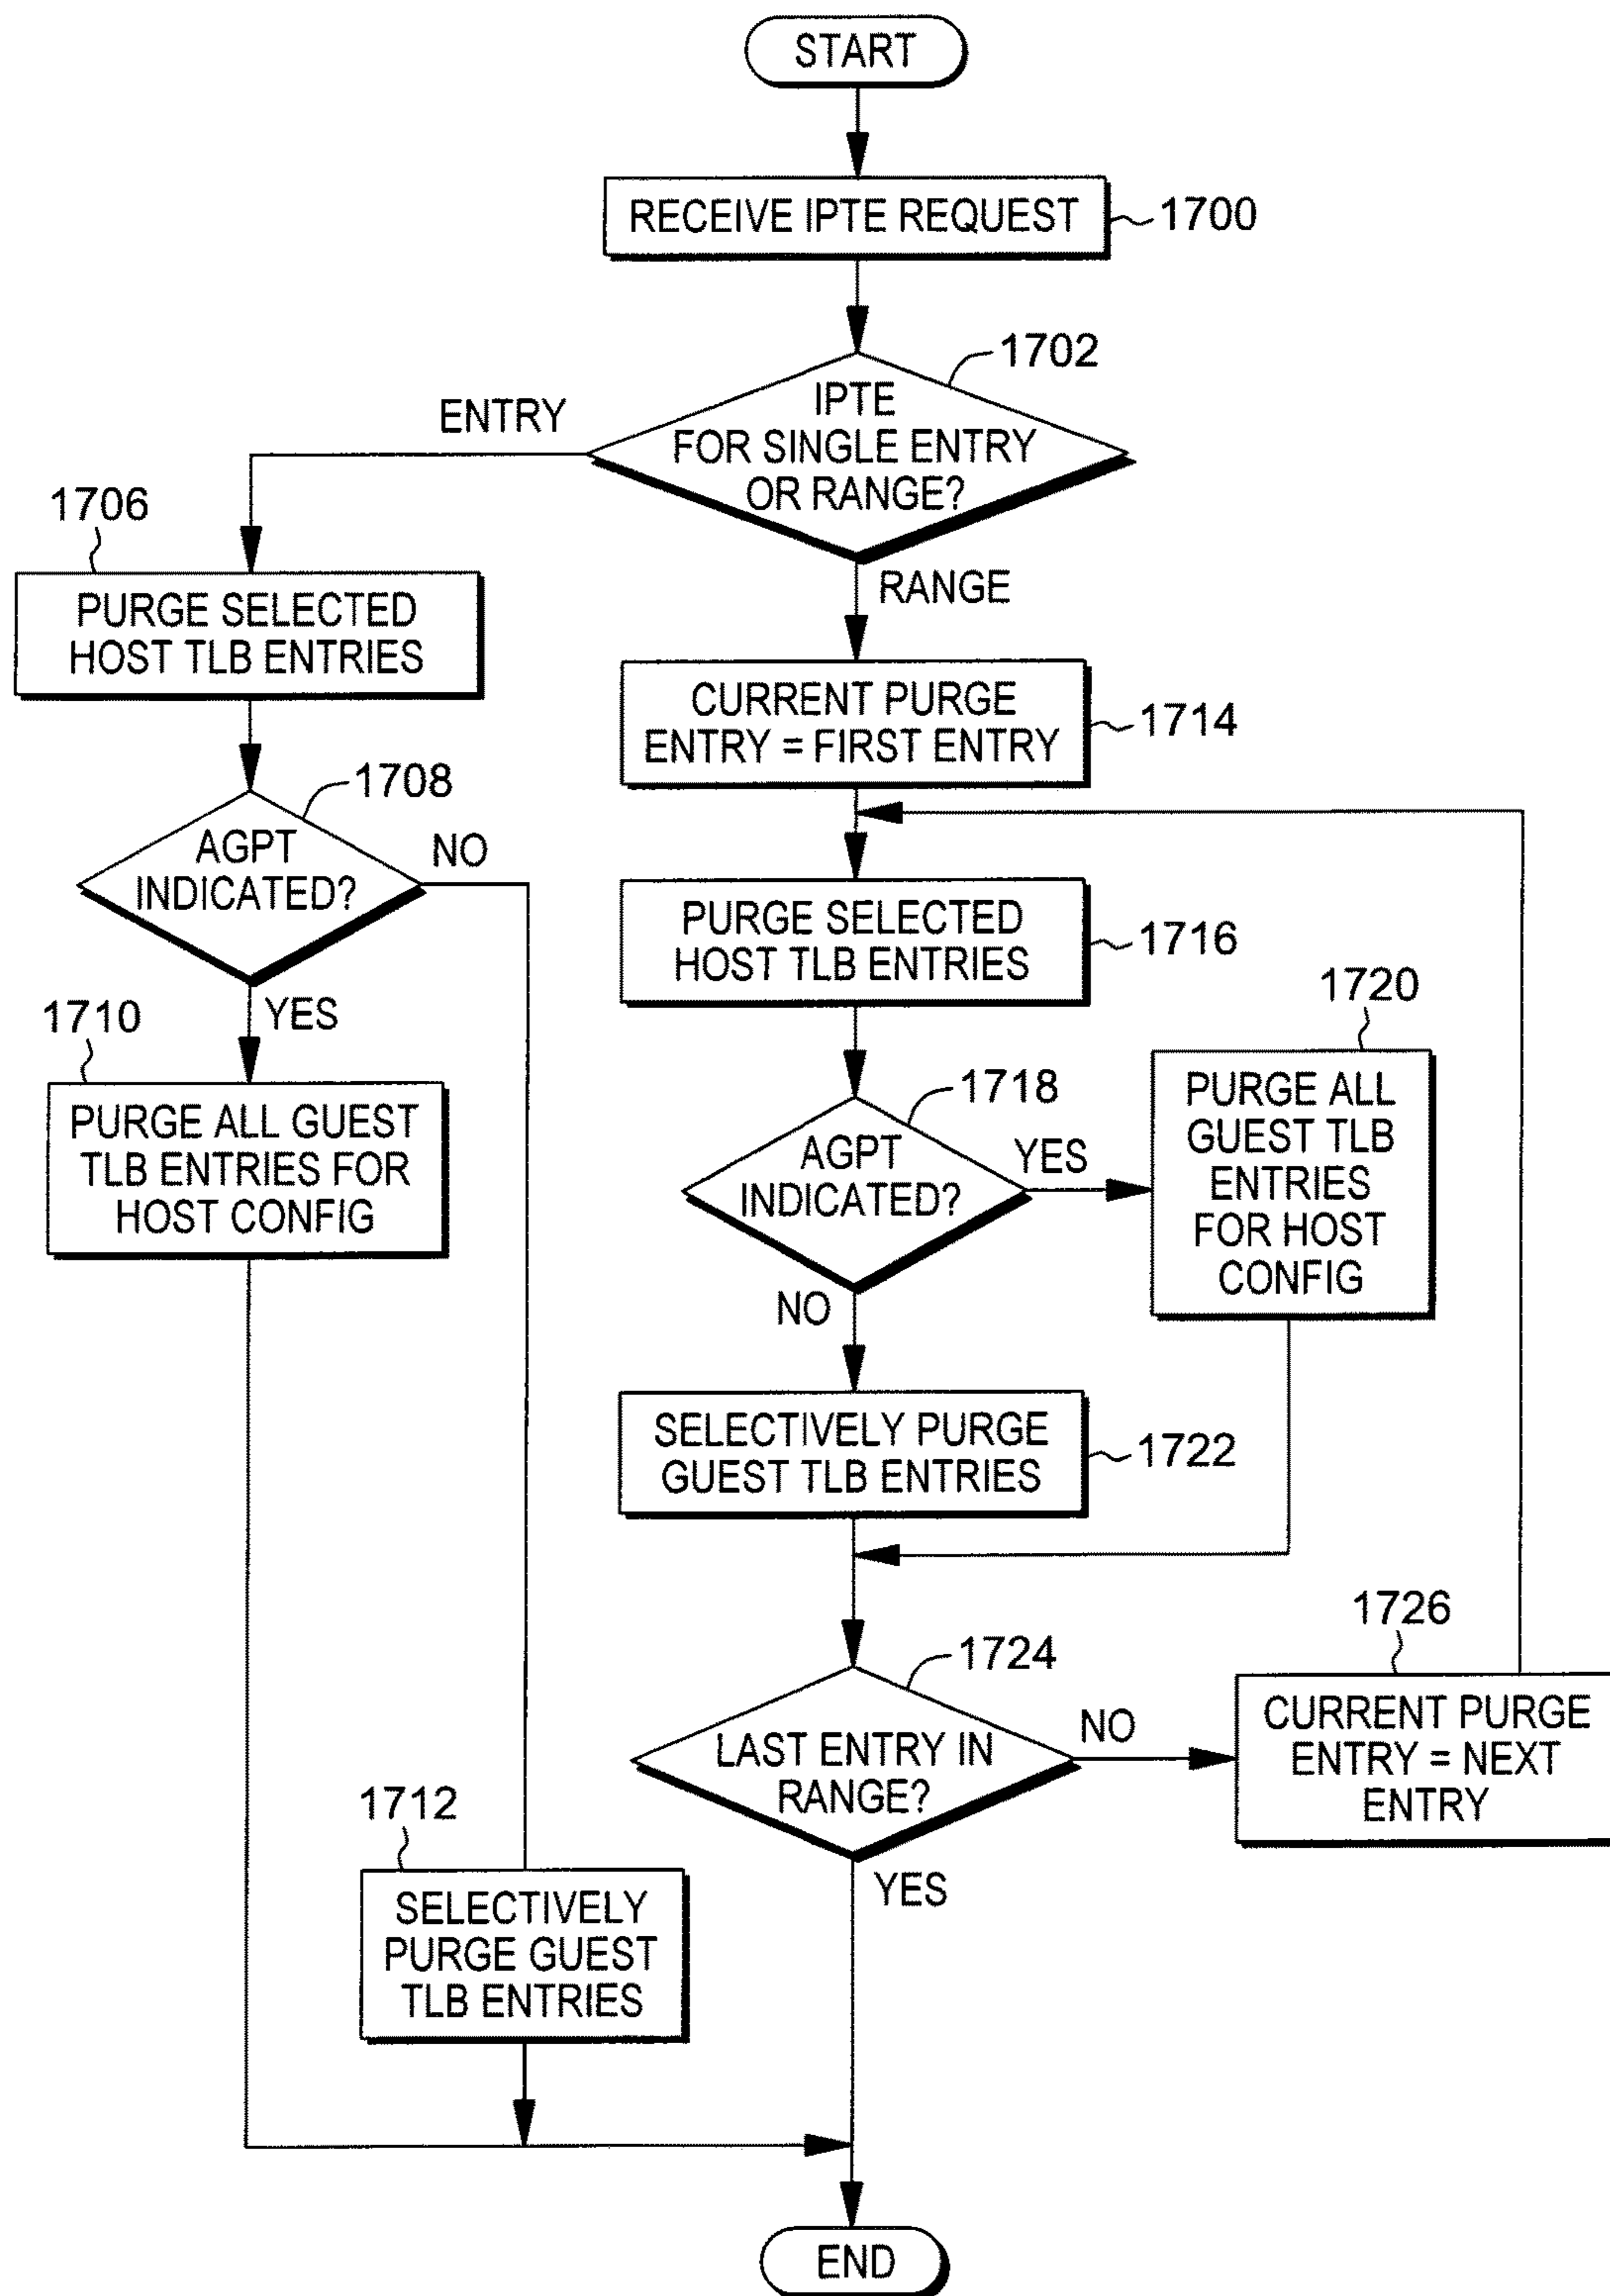 START
RECEIVE IPTE REQUEST
1700
1702
IPTE
FOR SINGLE ENTRY
OR RANGE?
ENTRY
RANGE
1706
PURGE SELECTED
HOST TLB ENTRIES
1708
AGPT
INDICATED?
NO
YES
1710
PURGE ALL GUEST
TLB ENTRIES FOR
HOST CONFIG
1712
SELECTIVELY
PURGE GUEST
TLB ENTRIES
CURRENT PURGE
ENTRY = FIRST ENTRY
1714
PURGE SELECTED
HOST TLB ENTRIES
1716
1718
AGPT
INDICATED?
YES
NO
1720
PURGE ALL
GUEST TLB
ENTRIES
FOR HOST
CONFIG
SELECTIVELY PURGE
GUEST TLB ENTRIES
1722
1724
LAST ENTRY IN
RANGE?
NO
YES
1726
CURRENT PURGE
ENTRY = NEXT
ENTRY
END